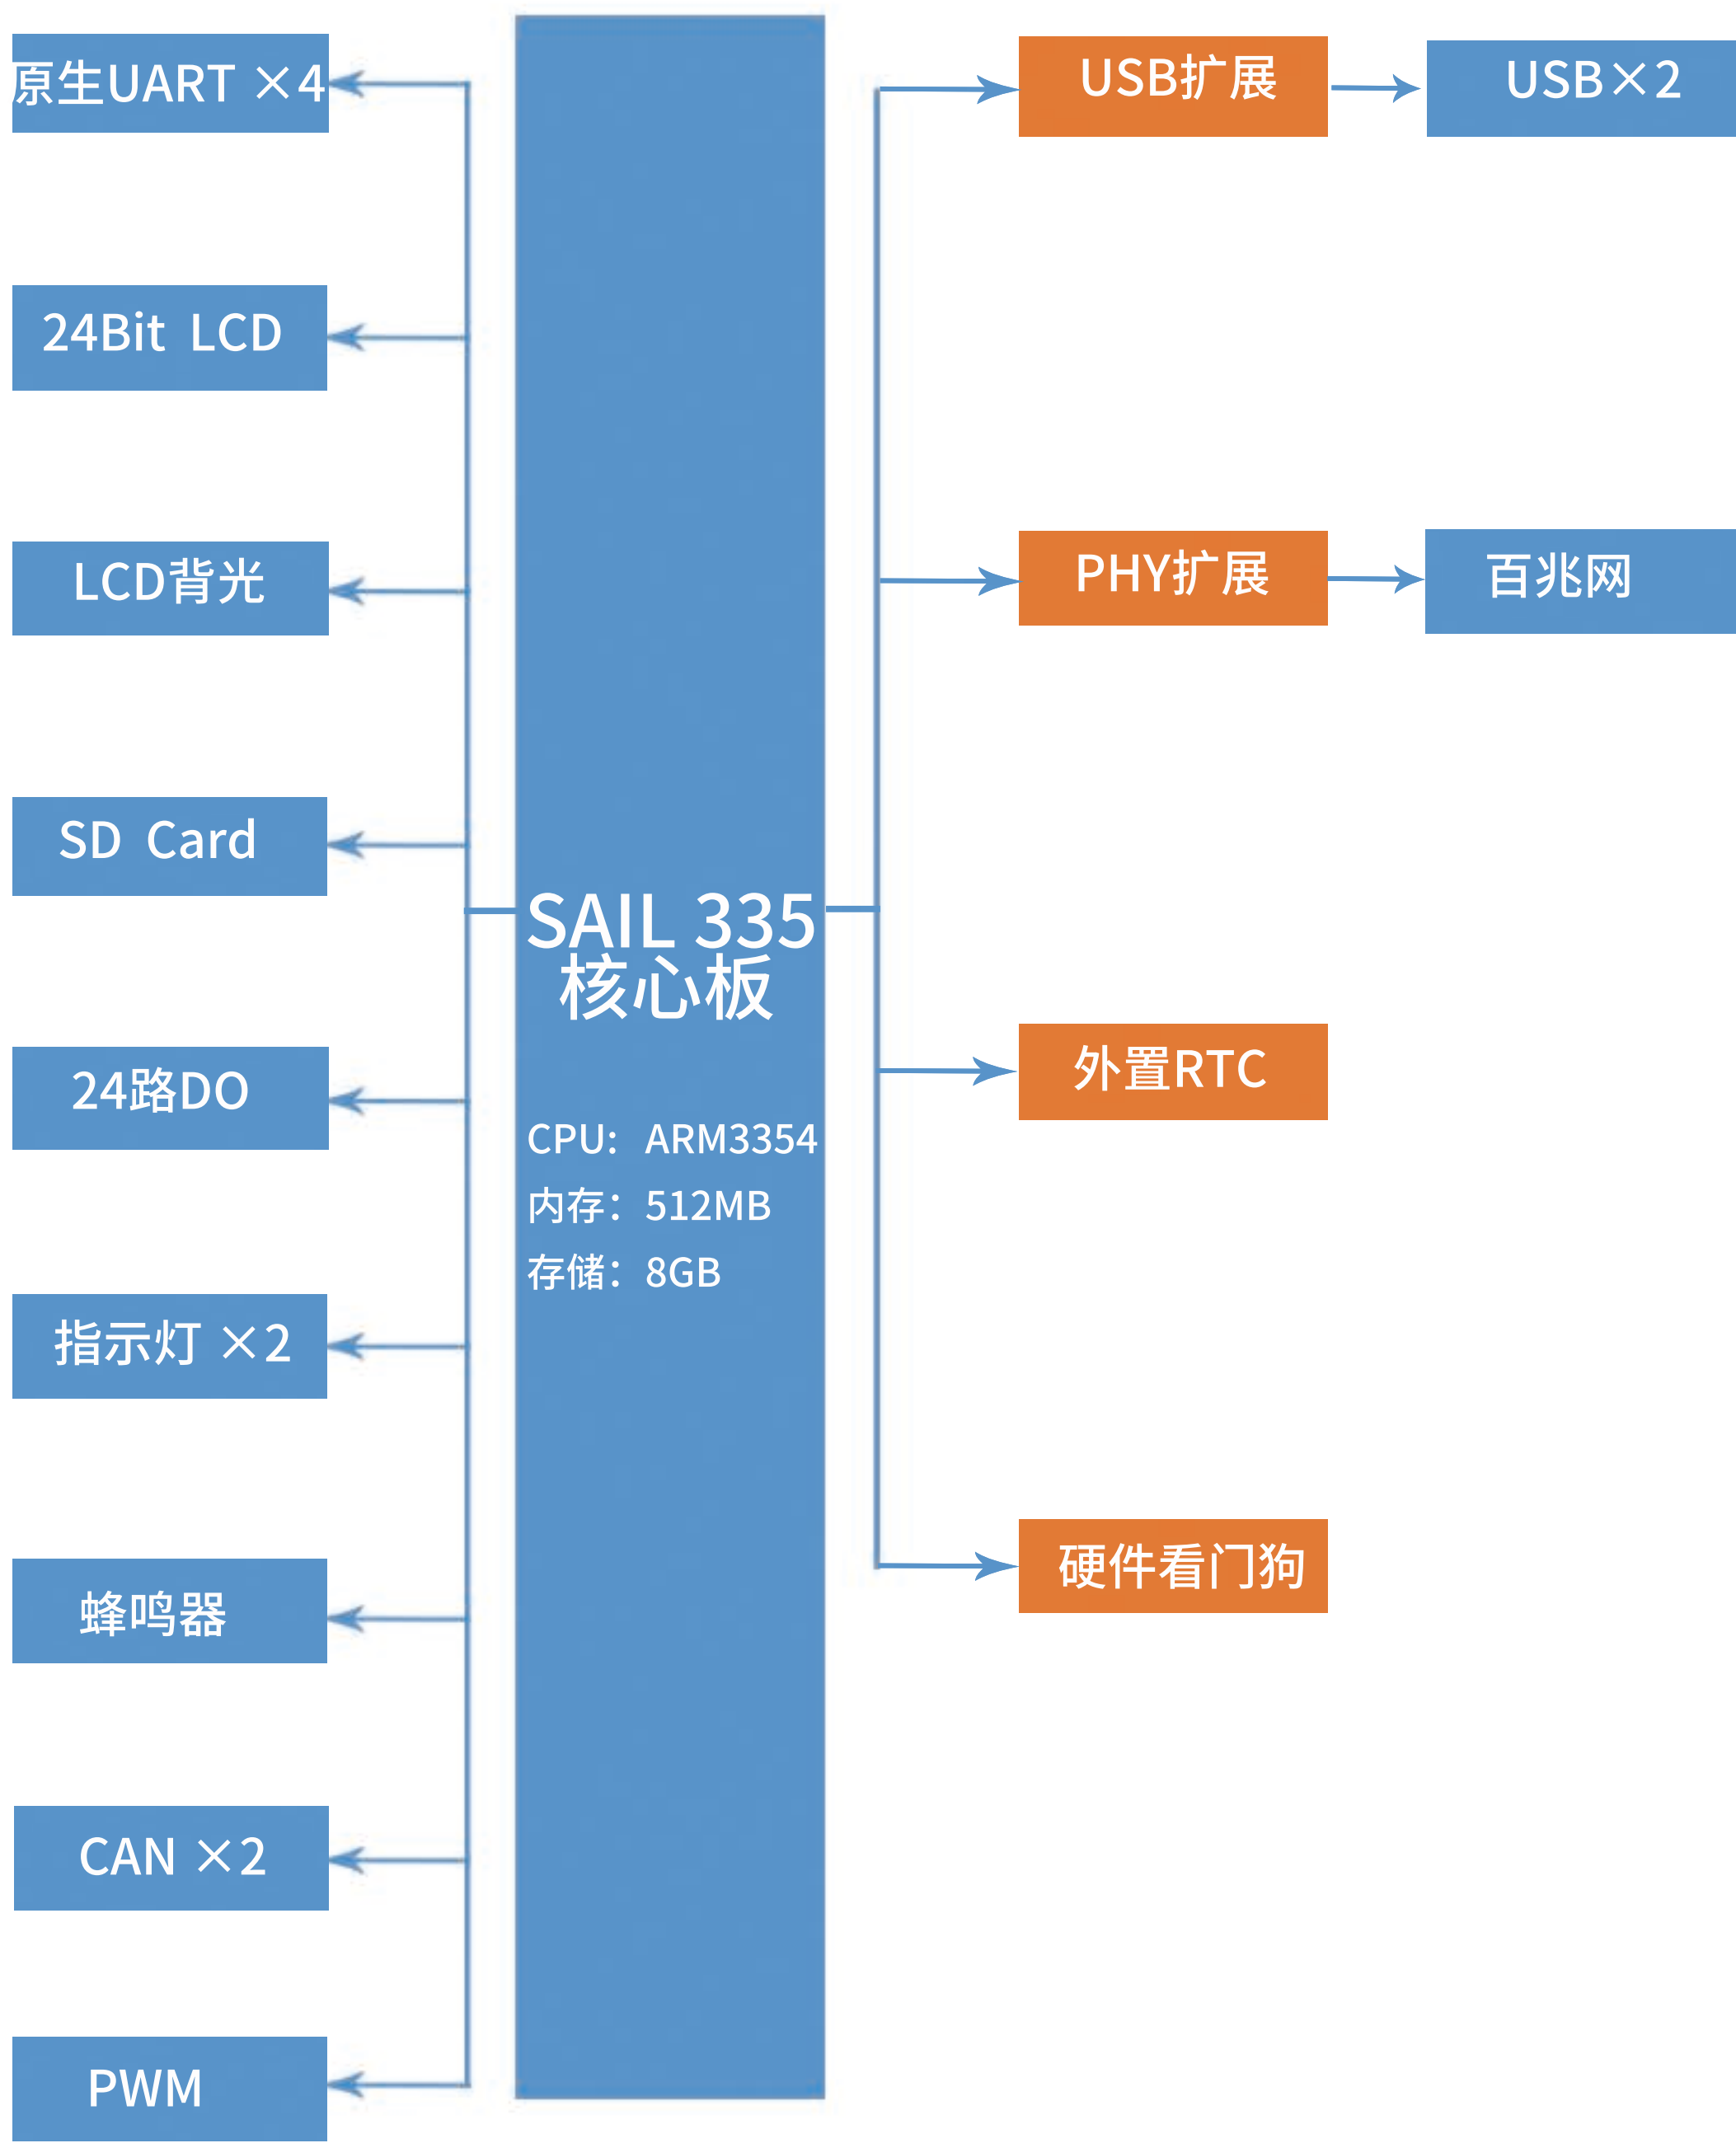 原生UART ×4
24Bit LCD
LCD背光
SD Card
24路DO
指示灯 ×2
蜂鸣器
CAN ×2
PWM
SAIL 335
核心板
CPU: ARM3354
内存：512MB
存储：8GB
USB扩展
USB×2
PHY扩展
百兆网
外置RTC
硬件看门狗